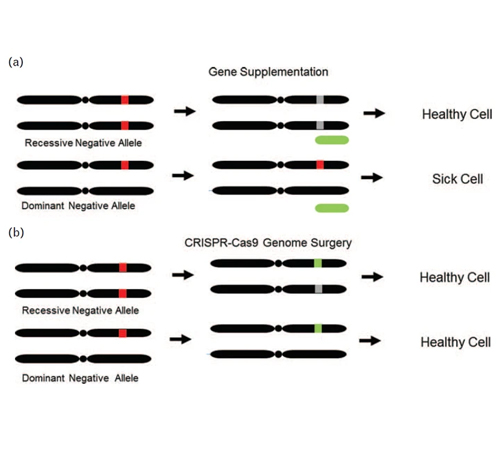 (a)
Gene Supplementation
Recessive Negative Allele
Healthy Cell
Dominant Negative Allele
Sick Cell
(b)
CRISPR-Cas9 Genome Surgery
Recessive Negative Allele
Healthy Cell
Dominant Negative Allele
Healthy Cell